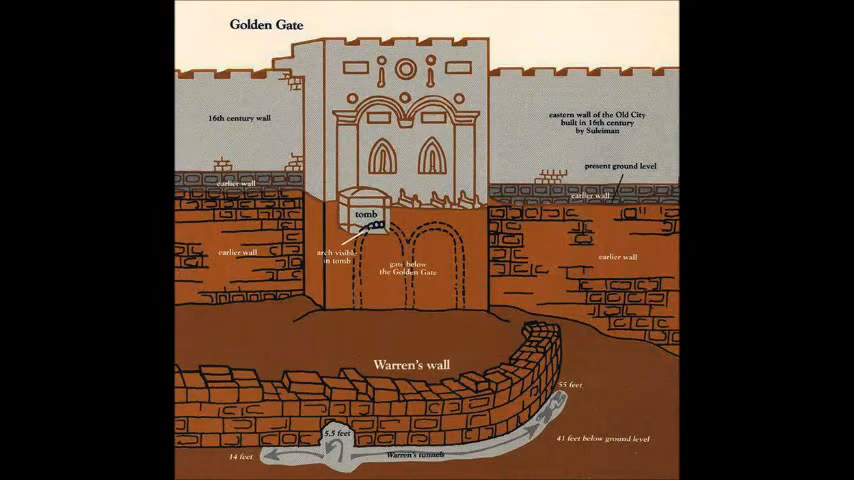 Golden Gate
16th century wall
eastern wall of the Old City
built in 16th century
by Suleiman
present ground level
earlier wall
earlier wall
tomb
earlier wall
arch visible
in tomb
gate below
the Golden Gate
earlier wall
Warren's wall
55 feet
5.5 feet
41 feet below ground level
14 feet
Warren's tunnels